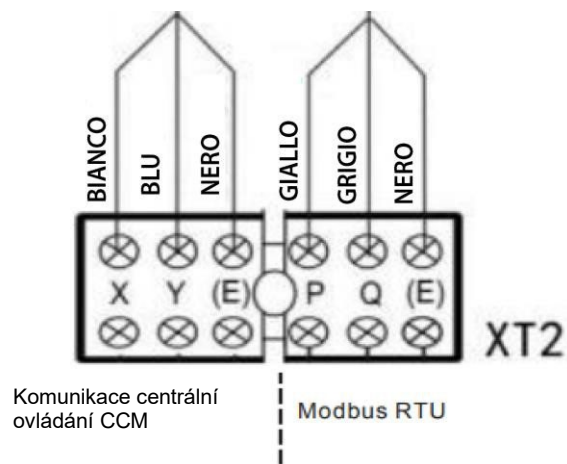 BIANCO
BLU
NERO
GIALLO
GRIGIO
NERO
X Y (E) P Q (E)
XT2
Komunikace centrální
ovládání CCM
Modbus RTU